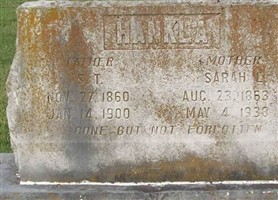 HANKLA
FATHER MOTHER
S. T. SARAH E.
NOV. 27, 1860 AUG. 23, 1863
JAN. 14, 1900 MAY 4, 1938
GONE BUT NOT FORGOTTEN